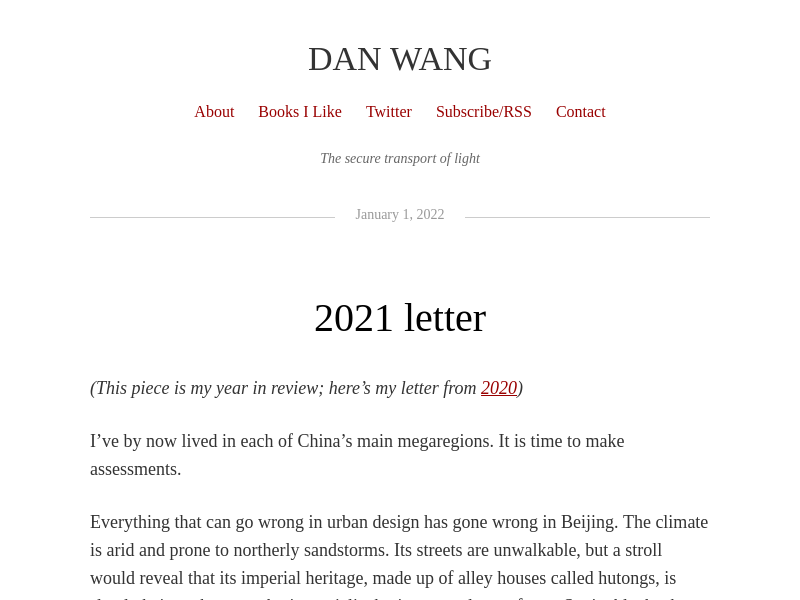 DAN WANG
About Books I Like Twitter Subscribe/RSS Contact
The secure transport of light
January 1, 2022
2021 letter
(This piece is my year in review; here’s my letter from 2020)
I’ve by now lived in each of China’s main megaregions. It is time to make
assessments.
Everything that can go wrong in urban design has gone wrong in Beijing. The climate
is arid and prone to northerly sandstorms. Its streets are unwalkable, but a stroll
would reveal that its imperial heritage, made up of alley houses called hutongs, is